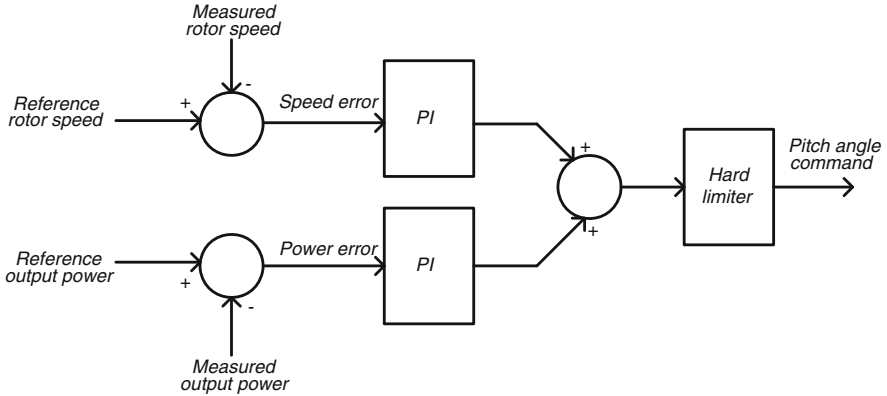 Measured
rotor speed
-
+
Reference
rotor speed
Speed error
PI
+
Hard
limiter
Pitch angle
command
Reference
output power
+
-
Power error
PI
+
Measured
output power